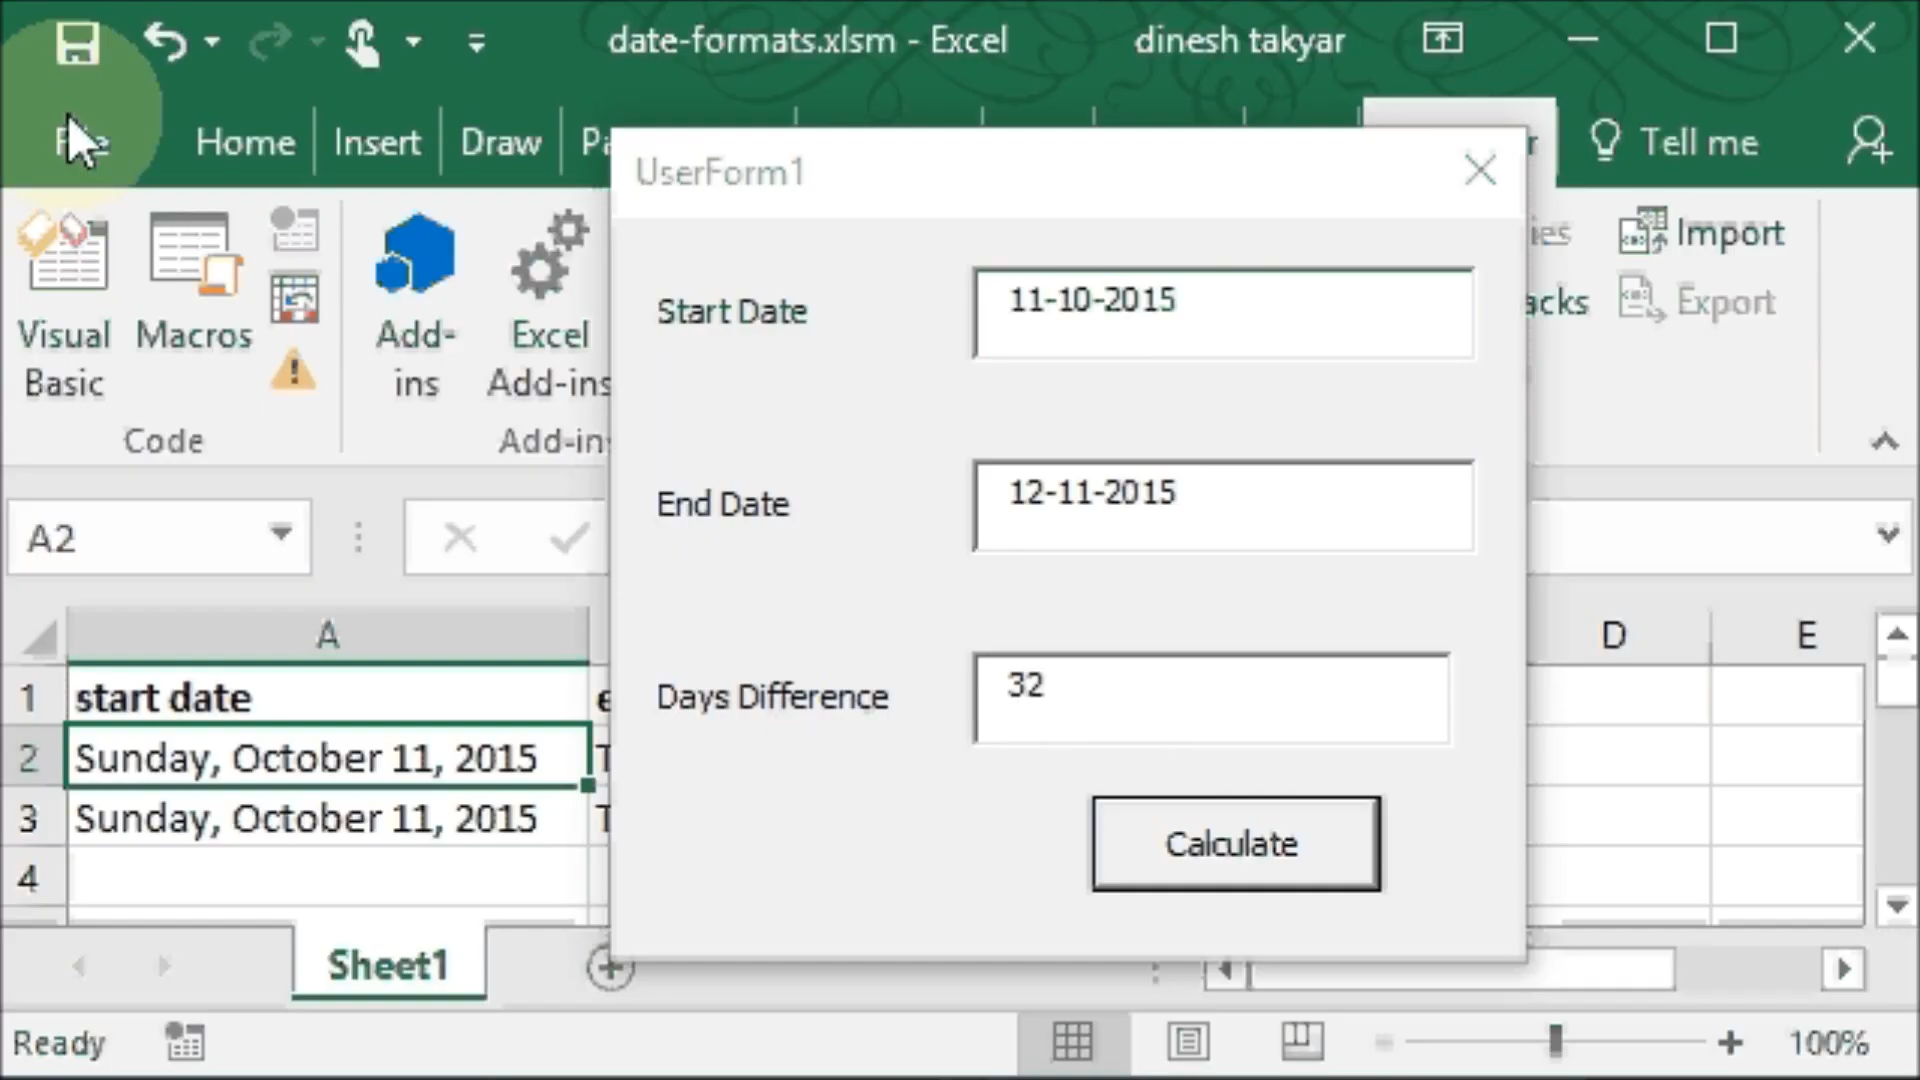 date-formats.xlsm - Excel
dinesh takyar
Home
Insert
Draw
Tell me
UserForm1
Start Date
11-10-2015
End Date
12-11-2015
Days Difference
32
Calculate
Visual Basic
Macros
Add-ins
Excel Add-ins
Import
Export
Code
A2
A
D
E
1
start date
2
Sunday, October 11, 2015
3
Sunday, October 11, 2015
4
Sheet1
Ready
100%